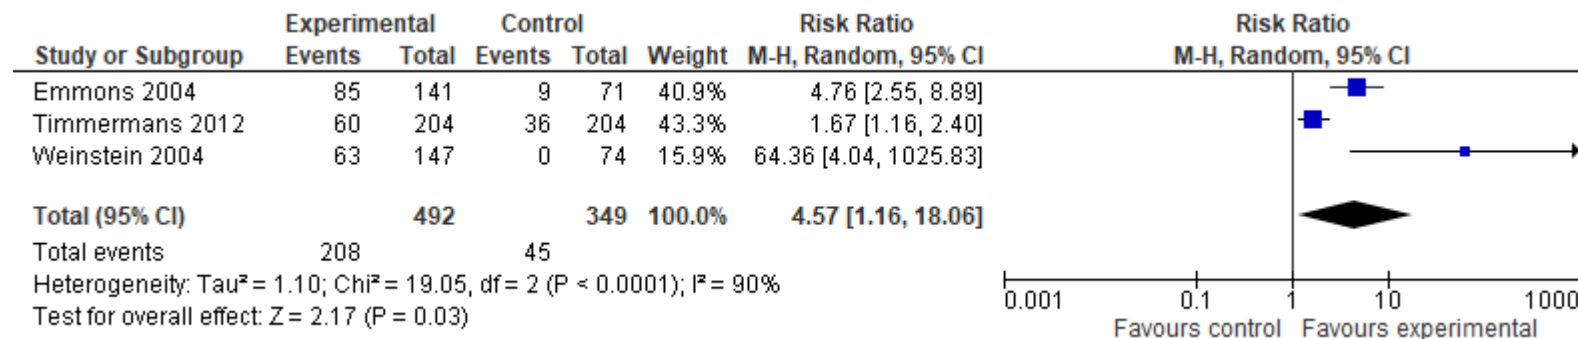 Experimental Control Risk Ratio Risk Ratio
Study or Subgroup Events Total Events Total Weight M-H, Random, 95% CI M-H, Random, 95% CI
Emmons 2004 85 141 9 71 40.9% 4.76 [2.55, 8.89]
Timmermans 2012 60 204 36 204 43.3% 1.67 [1.16, 2.40]
Weinstein 2004 63 147 0 74 15.9% 64.36 [4.04, 1025.83]
Total (95% CI) 492 349 100.0% 4.57 [1.16, 18.06]
Total events 208 45
Heterogeneity: Tau² = 1.10; Chi² = 19.05, df = 2 (P < 0.0001); I² = 90%
Test for overall effect: Z = 2.17 (P = 0.03)
0.001 0.1 1 10 1000
Favours control Favours experimental